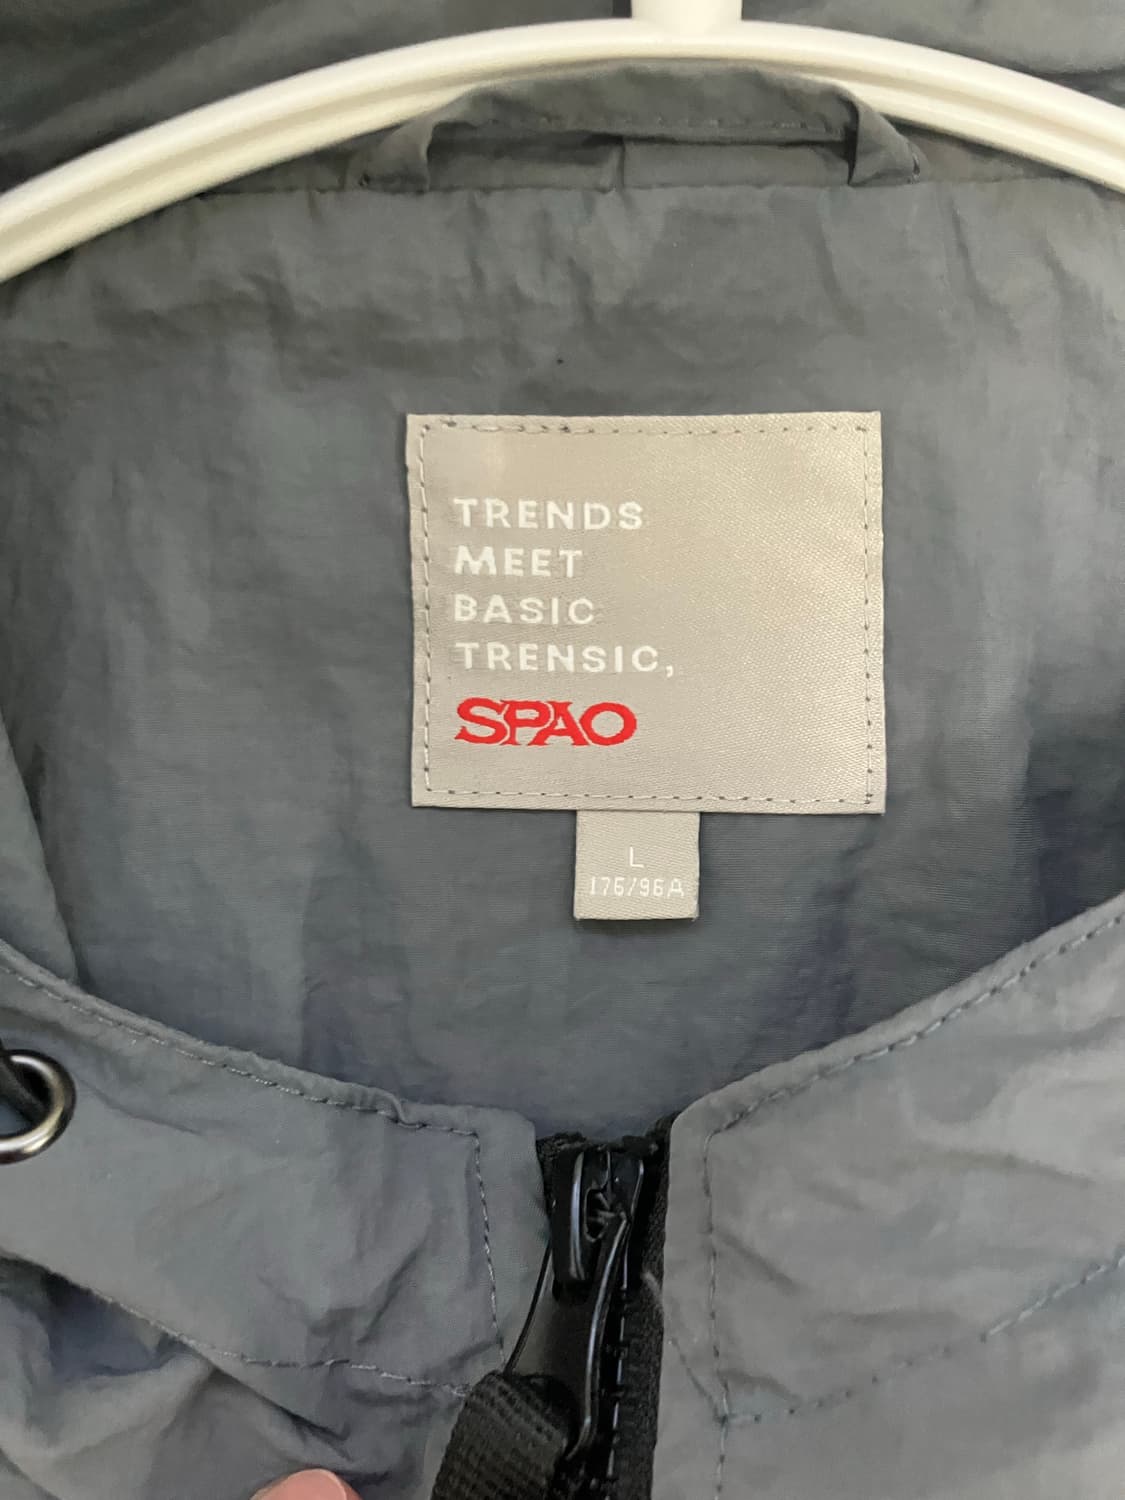 TRENDS
MEET
BASIC
TRENSIC,
SPAO
L
176/96A